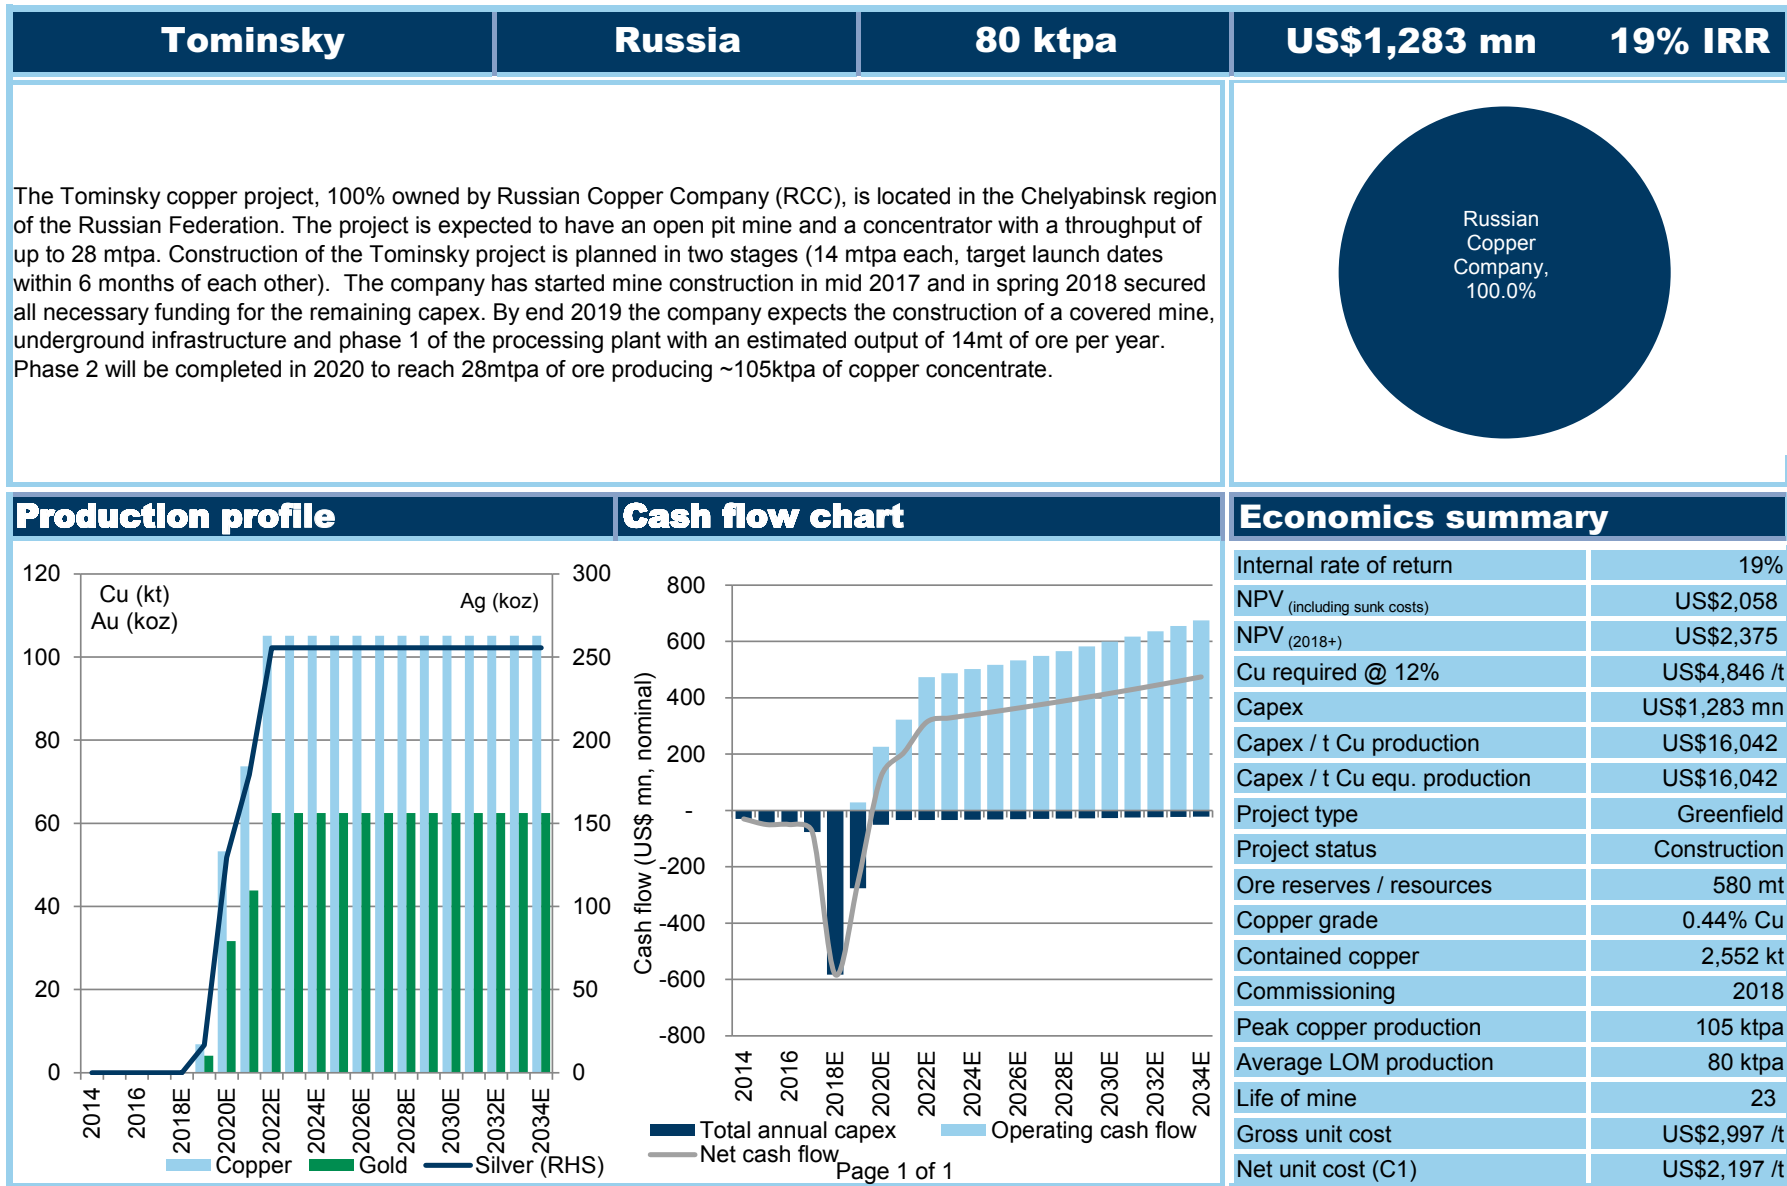 Tominsky
Russia
80 ktpa
US$1,283 mn
19% IRR
The Tominsky copper project, 100% owned by Russian Copper Company (RCC), is located in the Chelyabinsk region
of the Russian Federation. The project is expected to have an open pit mine and a concentrator with a throughput of
up to 28 mtpa. Construction of the Tominsky project is planned in two stages (14 mtpa each, target launch dates
within 6 months of each other).  The company has started mine construction in mid 2017 and in spring 2018 secured
all necessary funding for the remaining capex. By end 2019 the company expects the construction of a covered mine,
underground infrastructure and phase 1 of the processing plant with an estimated output of 14mt of ore per year.
Phase 2 will be completed in 2020 to reach 28mtpa of ore producing ~105ktpa of copper concentrate.
Russian
Copper
Company,
100.0%
Production profile
120
100
80
60
40
20
0
Cu (kt)
Au (koz)
Ag (koz)
300
250
200
150
100
50
0
2014
2016
2018E
2020E
2022E
2024E
2026E
2028E
2030E
2032E
2034E
Copper
Gold
Silver (RHS)
Cash flow chart
Cash flow (US$ mn, nominal)
800
600
400
200
-
-200
-400
-600
-800
2014
2016
2018E
2020E
2022E
2024E
2026E
2028E
2030E
2032E
2034E
Total annual capex
Operating cash flow
Net cash flow
Page 1 of 1
Economics summary
Internal rate of return 19%
NPV (including sunk costs) US$2,058
NPV (2018+) US$2,375
Cu required @ 12% US$4,846 /t
Capex US$1,283 mn
Capex / t Cu production US$16,042
Capex / t Cu equ. production US$16,042
Project type Greenfield
Project status Construction
Ore reserves / resources 580 mt
Copper grade 0.44% Cu
Contained copper 2,552 kt
Commissioning 2018
Peak copper production 105 ktpa
Average LOM production 80 ktpa
Life of mine 23
Gross unit cost US$2,997 /t
Net unit cost (C1) US$2,197 /t